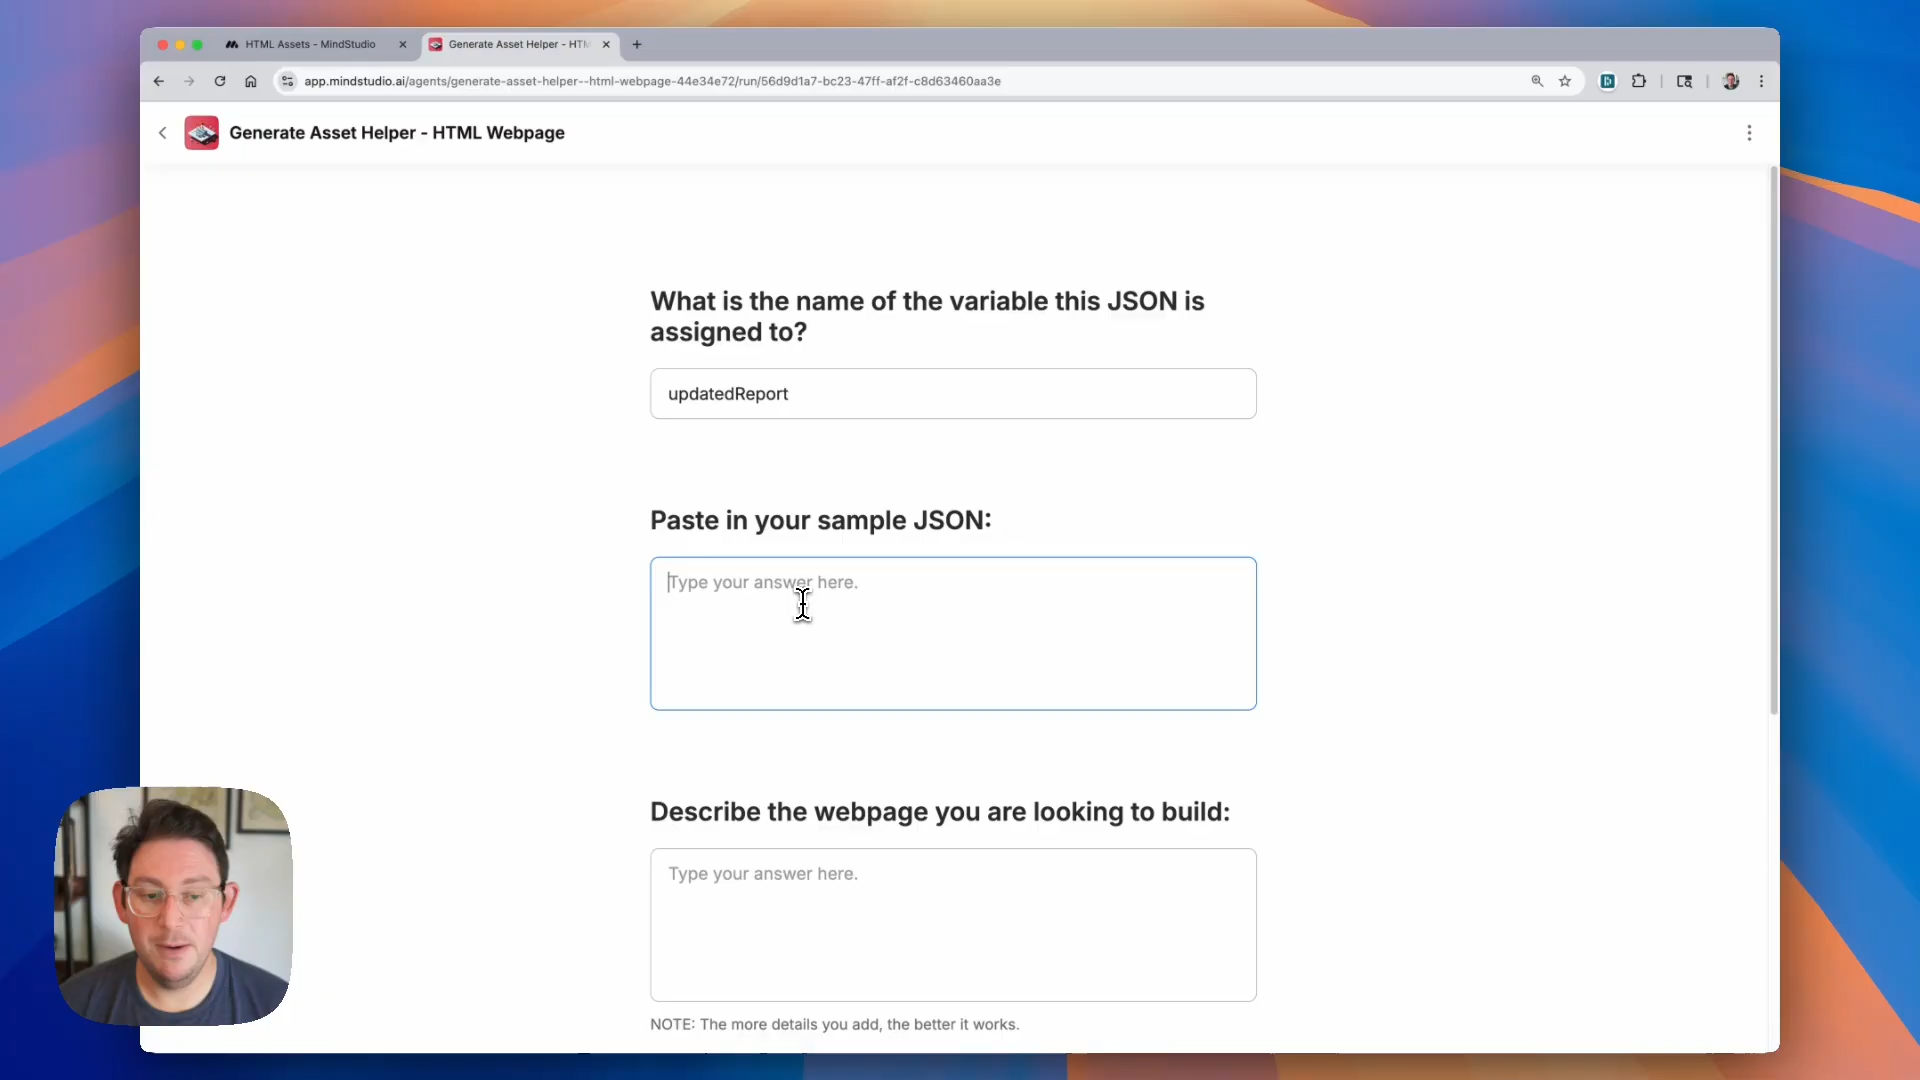 HTML Assets - MindStudio
Generate Asset Helper - HTM
app.mindstudio.ai/agents/generate-asset-helper--html-webpage-44e34e72/run/56d9d1a7-bc23-47ff-af2f-c8d63460aa3e
Generate Asset Helper - HTML Webpage
What is the name of the variable this JSON is
assigned to?
updatedReport
Paste in your sample JSON:
Type your answer here.
Describe the webpage you are looking to build:
Type your answer here.
NOTE: The more details you add, the better it works.